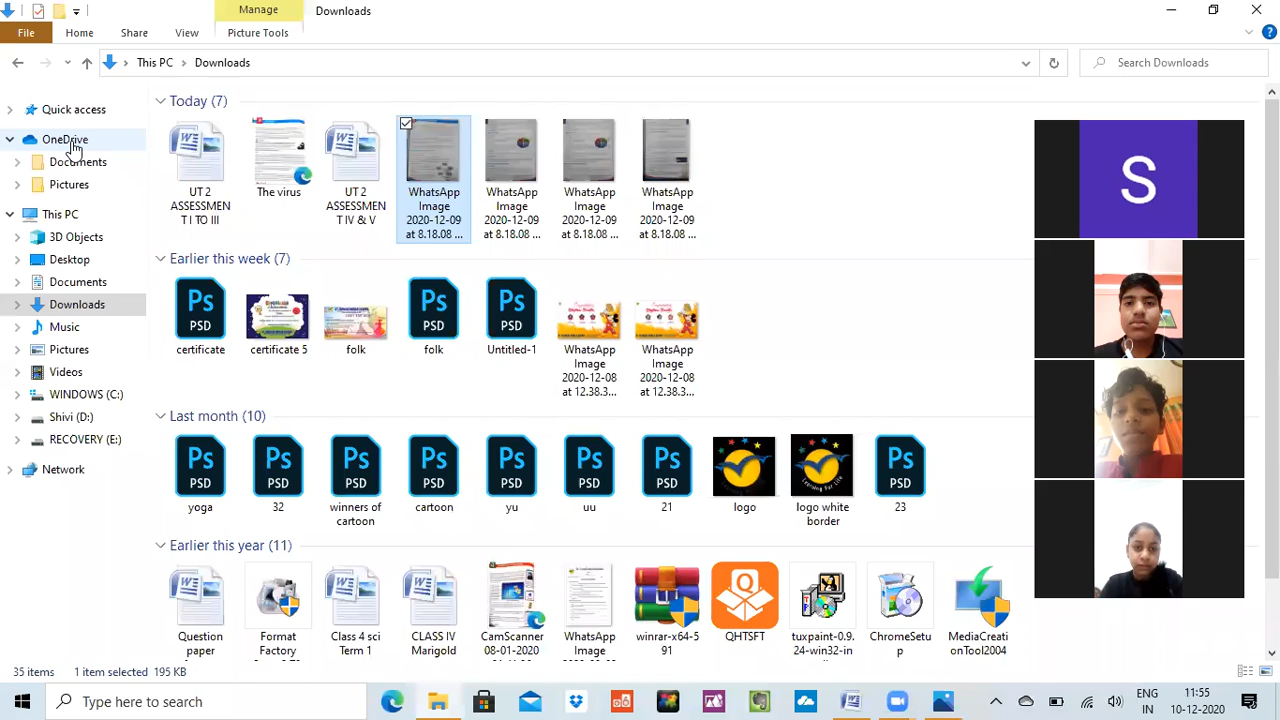 Manage
Downloads
File
Home
Share
View
Picture Tools
This PC
Downloads
Search Downloads
Quick access
OneDrive
Documents
Pictures
This PC
3D Objects
Desktop
Documents
Downloads
Music
Pictures
Videos
WINDOWS (C:)
Shivi (D:)
RECOVERY (E:)
Network
Today (7)
UT 2
ASSESSMEN
T I TO III
The virus
UT 2
ASSESSMEN
T IV & V
WhatsApp
Image
2020-12-09
at 8.18.08 ...
WhatsApp
Image
2020-12-09
at 8.18.08 ...
WhatsApp
Image
2020-12-09
at 8.18.08 ...
WhatsApp
Image
2020-12-09
at 8.18.08 ...
Earlier this week (7)
Ps
PSD
certificate
certificate 5
folk
Ps
PSD
folk
Ps
PSD
Untitled-1
WhatsApp
Image
2020-12-08
at 12.38.3...
WhatsApp
Image
2020-12-08
at 12.38.3...
Last month (10)
Ps
PSD
yoga
Ps
PSD
32
Ps
PSD
winners of
cartoon
Ps
PSD
cartoon
Ps
PSD
yu
Ps
PSD
uu
Ps
PSD
21
logo
Learning For Life
logo white
border
Ps
PSD
23
Earlier this year (11)
Question
paper
Format
Class 4 sci
Term 1
CLASS IV
Marigold
CamScanner
08-01-2020
WhatsApp
Image
winrar-x64-5
91
QHTSFT
tuxpaint-0.9.
24-win32-in
ChromeSetu
p
MediaCreati
onTool2004
S
35 items
1 item selected 195 KB
Type here to search
ENG
IN
11:55
10-12-2020